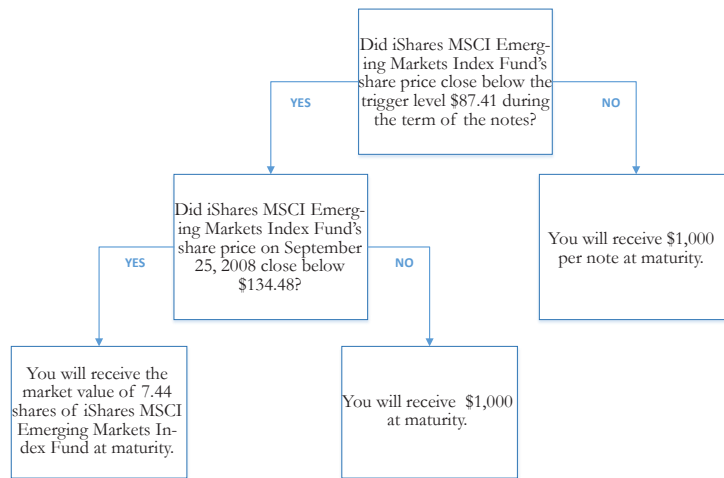 Did iShares MSCI Emerg-
ing Markets Index Fund's
share price close below the
trigger level $87.41 during
the term of the notes?
YES
NO
Did iShares MSCI Emerg-
ing Markets Index Fund's
share price on September
25, 2008 close below
$134.48?
You will receive $1,000
per note at maturity.
YES
NO
You will receive the
market value of 7.44
shares of iShares MSCI
Emerging Markets In-
dex Fund at maturity.
You will receive $1,000
at maturity.